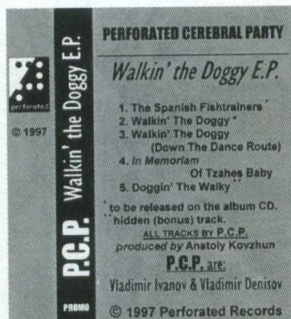 perforated
© 1997
P.C.P. Walkin' the Doggy E.P.
PROMO
PERFORATED CEREBRAL PARTY
Walkin' the Doggy E.P.
1. The Spanish Fishtrainers *
2. Walkin' The Doggy *
3. Walkin' The Doggy
(Down The Dance Route)
4. In Memoriam
Of Tzahes Baby
5. Doggin' The Walky **
* to be released on the album CD.
** hidden (bonus) track.
ALL TRACKS BY P.C.P.
produced by Anatoly Kovzhun
P.C.P. are:
Vladimir Ivanov & Vladimir Denisov
© 1997 Perforated Records